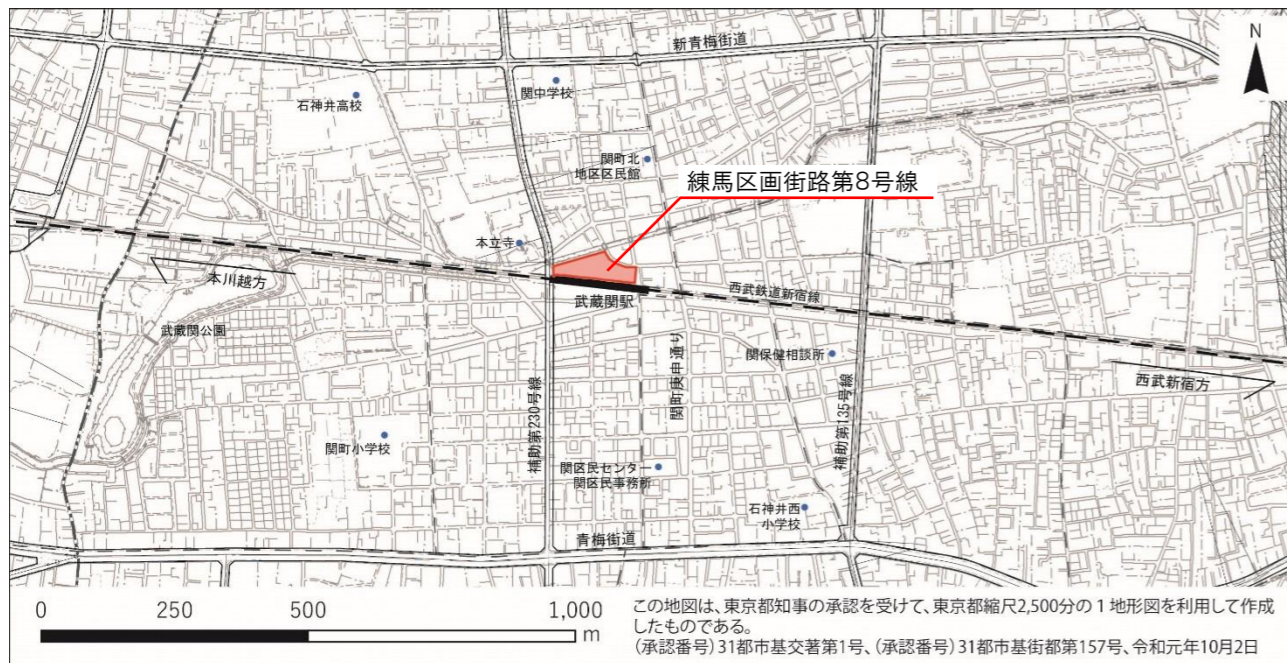 新青梅街道
N
関中学校
石神井高校
関町北
地区区民館
練馬区画街路第8号線
本立寺
本川越方
武蔵関駅
西武鉄道新宿線
武蔵関公園
関町庚申通り
関保健相談所
西武新宿方
補助第230号線
補助第135号線
関町小学校
関区民センター
関区民事務所
石神井西
小学校
青梅街道
0 250 500 1,000
m
この地図は、東京都知事の承認を受けて、東京都縮尺2,500分の1地形図を利用して作成
したものである。
(承認番号)31都市基交著第1号、(承認番号)31都市基街都第157号、令和元年10月2日